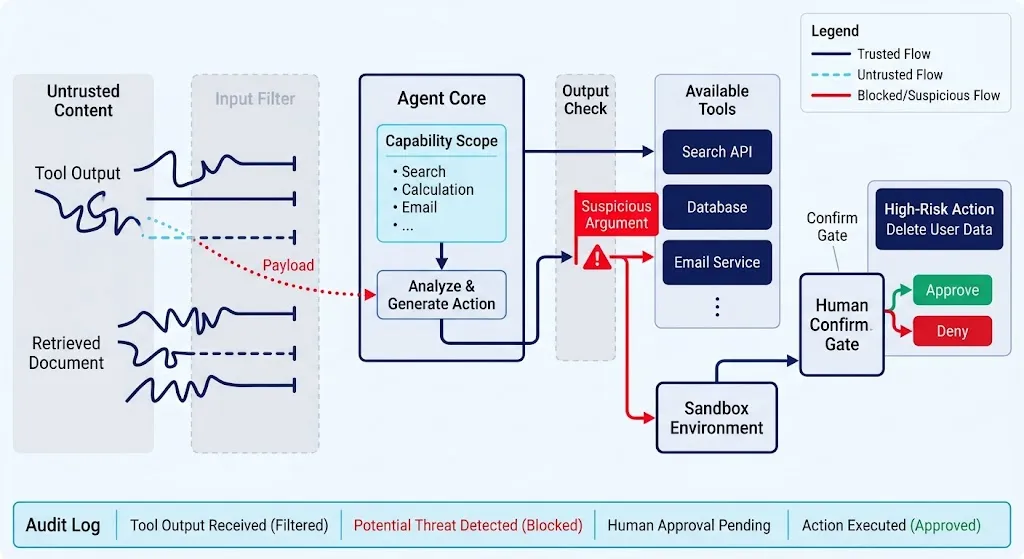 Legend
Trusted Flow
Untrusted Flow
Blocked/Suspicious Flow
Untrusted
Content
Tool Output
Retrieved
Document
Input Filter
Payload
Agent Core
Capability Scope
• Search
• Calculation
• Email
• ...
Analyze &
Generate Action
Output
Check
Suspicious
Argument
Available
Tools
Search API
Database
Email Service
Sandbox
Environment
Confirm
Gate
Human
Confirm.
Gate
High-Risk Action
Delete User Data
Approve
Deny
Audit Log
Tool Output Received (Filtered)
Potential Threat Detected (Blocked)
Human Approval Pending
Action Executed (Approved)